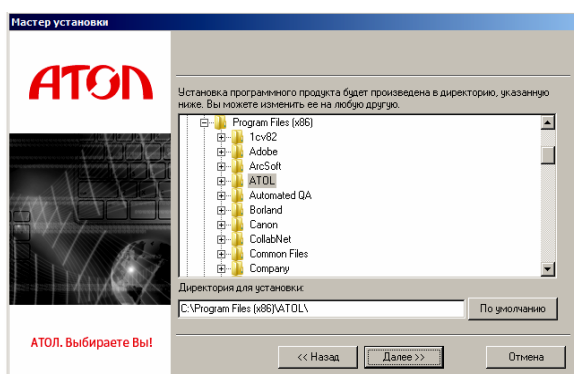 Мастер установки
АТОЛ
Установка программного продукта будет произведена в директорию, указанную
ниже. Вы можете изменить ее на любую другую.
Program Files (x86)
1cv82
Adobe
ArcSoft
ATOL
Automated QA
Borland
Canon
CollabNet
Common Files
Company
Директория для установки:
C:\Program Files (x86)\ATOL\
По умолчанию
АТОЛ. Выбираете Вы!
<< Назад
Далее >>
Отмена